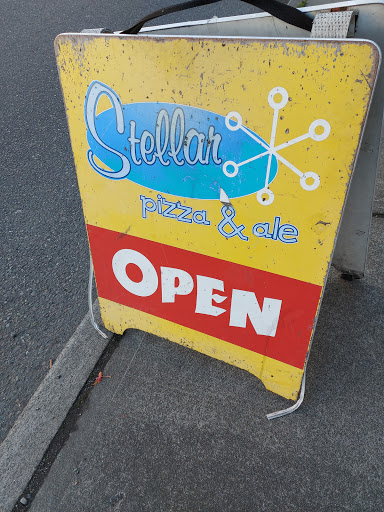 Stellar
pizza & ale
OPEN